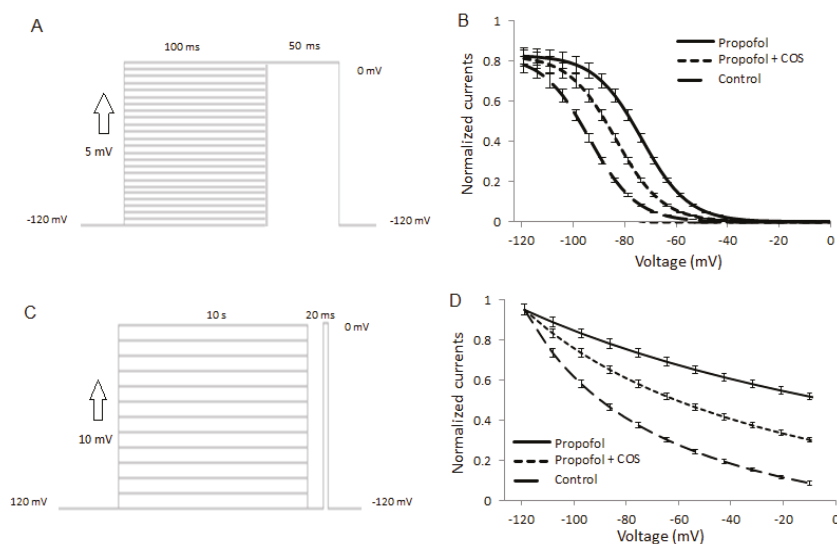 A
100 ms
50 ms
0 mV
5 mV
-120 mV
-120 mV
B
Normalized currents
1
0.8
0.6
0.4
0.2
0
Propofol
Propofol + COS
Control
-120 -100 -80 -60 -40 -20 0
Voltage (mV)
C
10 s
20 ms
0 mV
10 mV
120 mV
-120 mV
D
Normalized currents
1
0.8
0.6
0.4
0.2
0
Propofol
Propofol + COS
Control
-120 -100 -80 -60 -40 -20 0
Voltage (mV)